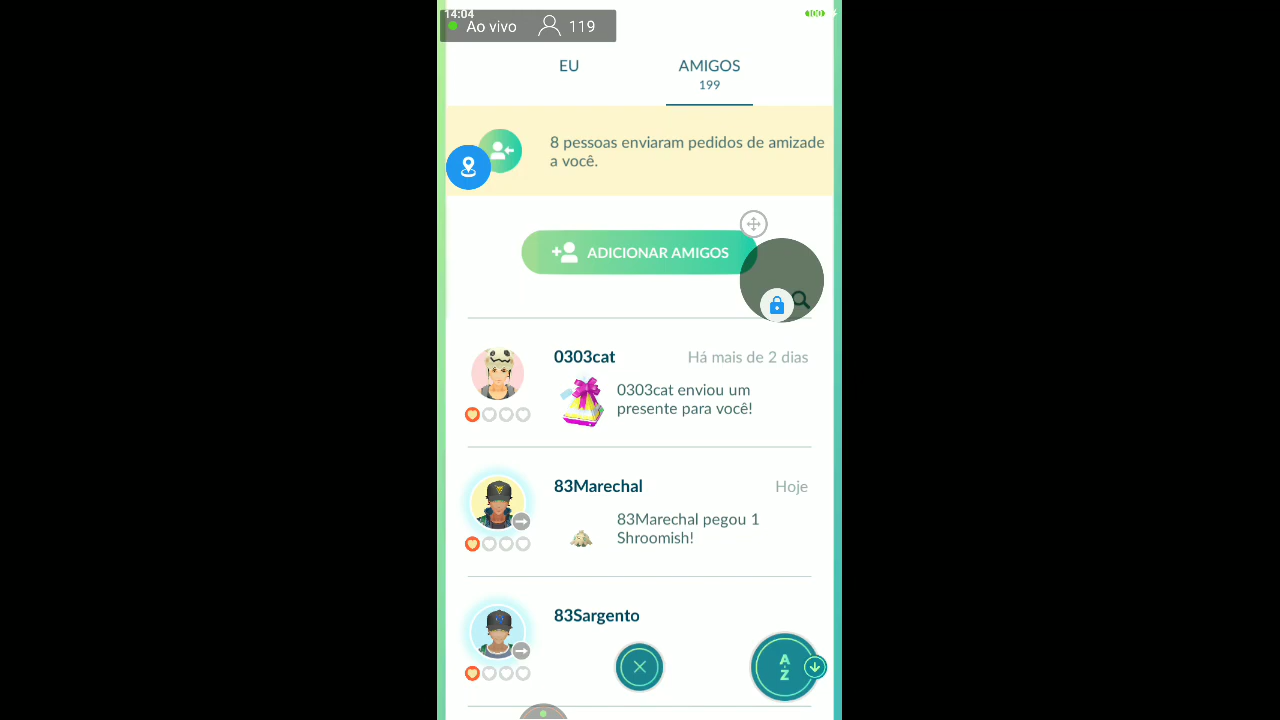 14:04
100
Ao vivo
119
EU
AMIGOS
199
8 pessoas enviaram pedidos de amizade
a você.
ADICIONAR AMIGOS
0303cat
Há mais de 2 dias
0303cat enviou um
presente para você!
83Marechal
Hoje
83Marechal pegou 1
Shroomish!
83Sargento
A-Z